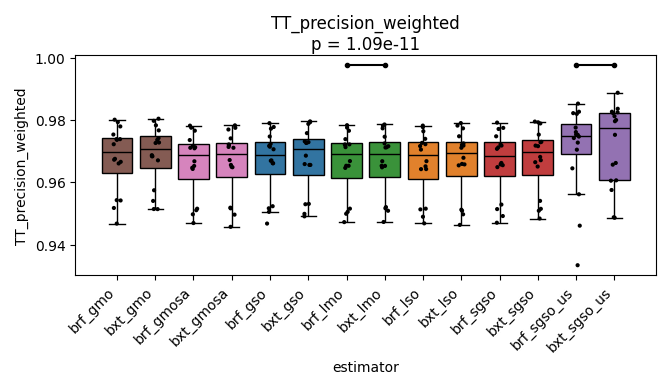 TT_precision_weighted
p = 1.09e-11
TT_precision_weighted
1.00
0.98
0.96
0.94
brf_gmo
bxt_gmo
brf_gmosa
bxt_gmosa
brf_gso
bxt_gso
brf_lmo
bxt_lmo
brf_lso
bxt_lso
brf_sgso
bxt_sgso
brf_sgso_us
bxt_sgso_us
estimator